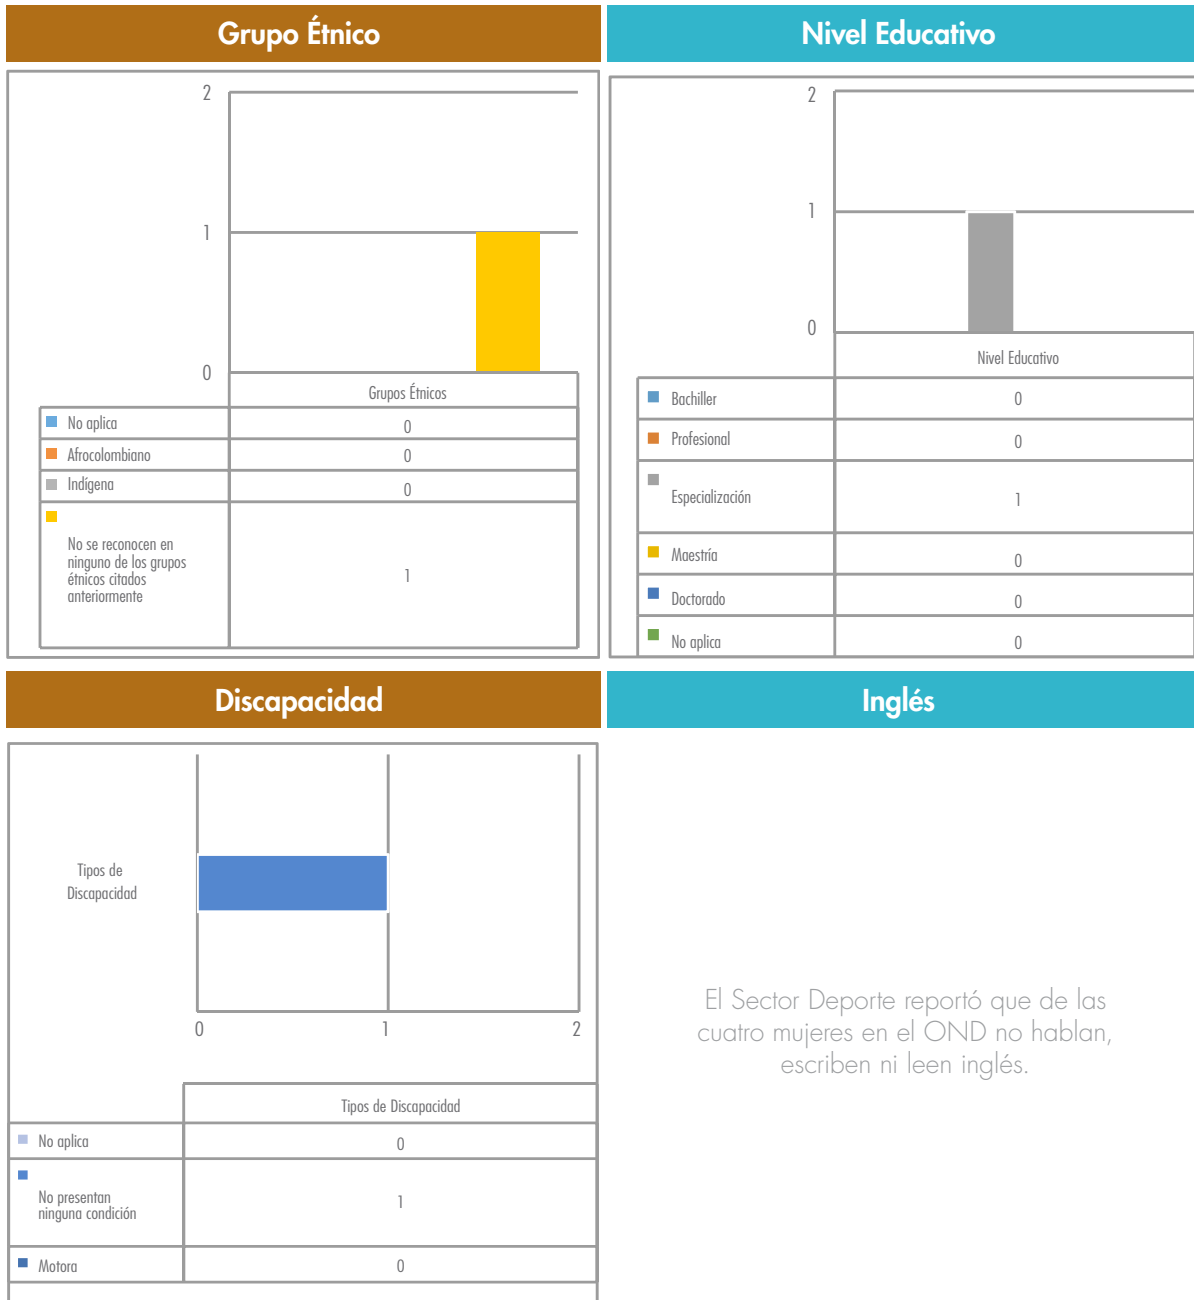 Grupo Étnico
2
1
0
Grupos Étnicos
No aplica 0
Afrocolombiano 0
Indígena 0
No se reconocen en
ninguno de los grupos
étnicos citados
anteriormente
1
Nivel Educativo
2
1
0
Nivel Educativo
Bachiller 0
Profesional 0
Especialización 1
Maestría 0
Doctorado 0
No aplica 0
Discapacidad
Tipos de
Discapacidad
0 1 2
Tipos de Discapacidad
No aplica 0
No presentan
ninguna condición
1
Motora 0
Inglés
El Sector Deporte reportó que de las
cuatro mujeres en el OND no hablan,
escriben ni leen inglés.